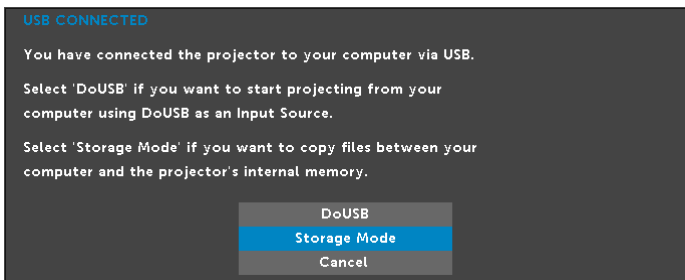 USB CONNECTED
You have connected the projector to your computer via USB.
Select 'DoUSB' if you want to start projecting from your
computer using DoUSB as an Input Source.
Select 'Storage Mode' if you want to copy files between your
computer and the projector's internal memory.
DoUSB
Storage Mode
Cancel